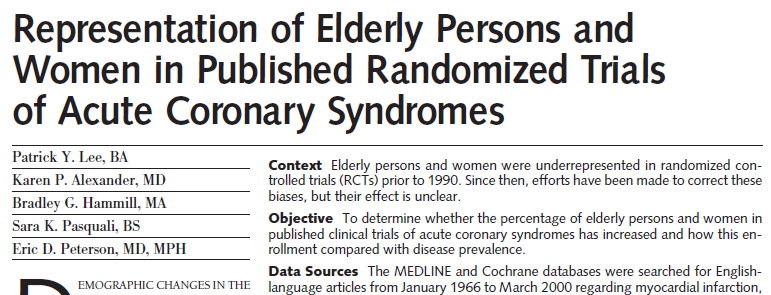 Representation of Elderly Persons and
Women in Published Randomized Trials
of Acute Coronary Syndromes
Patrick Y. Lee, BA
Karen P. Alexander, MD
Bradley G. Hammill, MA
Sara K. Pasquali, BS
Eric D. Peterson, MD, MPH
DEMOGRAPHIC CHANGES IN THE
Context Elderly persons and women were underrepresented in randomized con-
trolled trials (RCTs) prior to 1990. Since then, efforts have been made to correct these
biases, but their effect is unclear.
Objective To determine whether the percentage of elderly persons and women in
published clinical trials of acute coronary syndromes has increased and how this en-
rollment compared with disease prevalence.
Data Sources The MEDLINE and Cochrane databases were searched for English-
language articles from January 1966 to March 2000 regarding myocardial infarction,